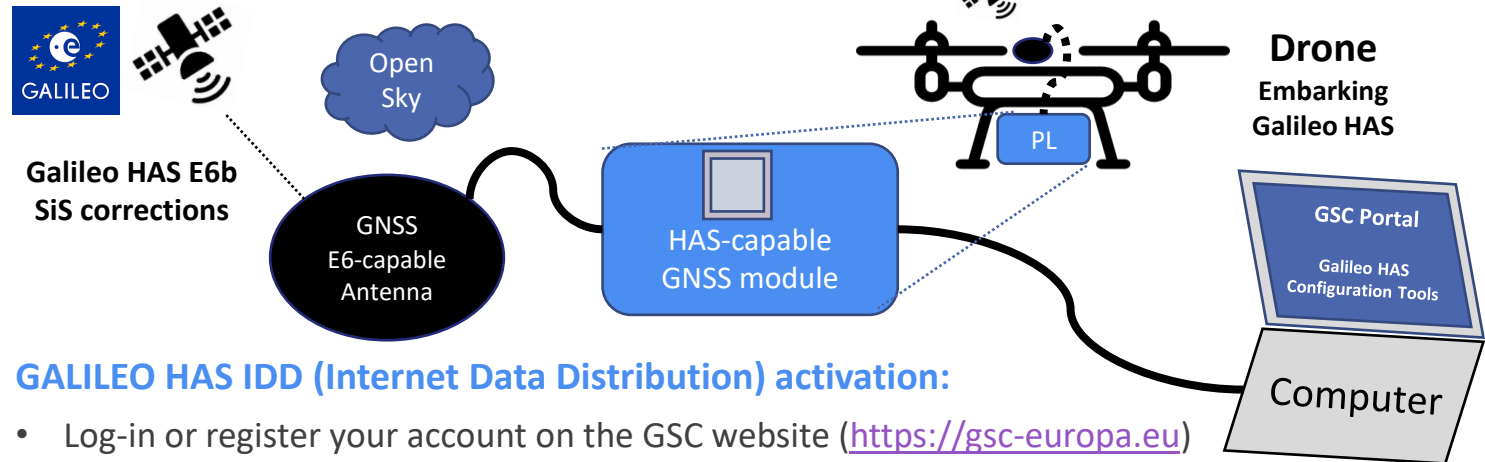 GALILEO
Open
Sky
Drone
Embarking
Galileo HAS
PL
Galileo HAS E6b
SiS corrections
GNSS
E6-capable
Antenna
HAS-capable
GNSS module
GSC Portal
Galileo HAS
Configuration Tools
Computer
GALILEO HAS IDD (Internet Data Distribution) activation:
• Log-in or register your account on the GSC website (https://gsc-europa.eu)